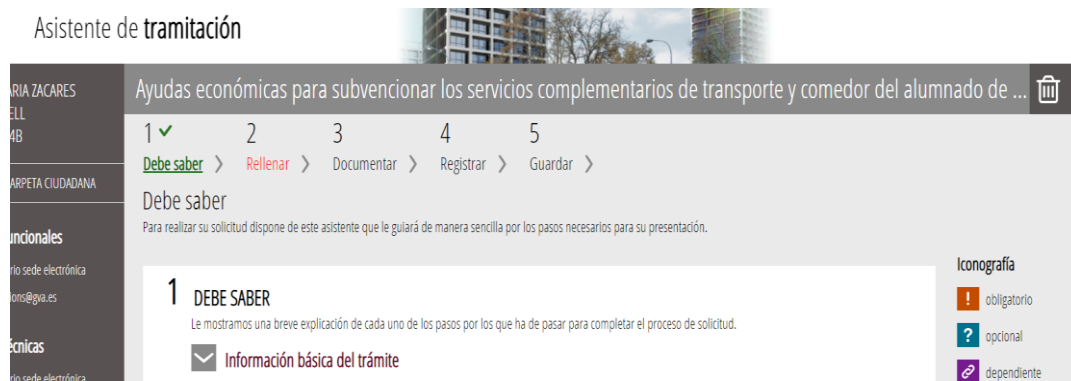 Asistente de tramitación
ARIA ZACARES
ELL
4B
ARPETA CIUDADANA
uncionales
rio sede electrónica
ions@gva.es
écnicas
rio sede electrónica
Ayudas económicas para subvencionar los servicios complementarios de transporte y comedor del alumnado de ...
1 2 3 4 5
Debe saber Rellenar Documentar Registrar Guardar
Debe saber
Para realizar su solicitud dispone de este asistente que le guiará de manera sencilla por los pasos necesarios para su presentación.
1 DEBE SABER
Le mostramos una breve explicación de cada uno de los pasos por los que ha de pasar para completar el proceso de solicitud.
Información básica del trámite
Iconografía
! obligatorio
? opcional
dependiente